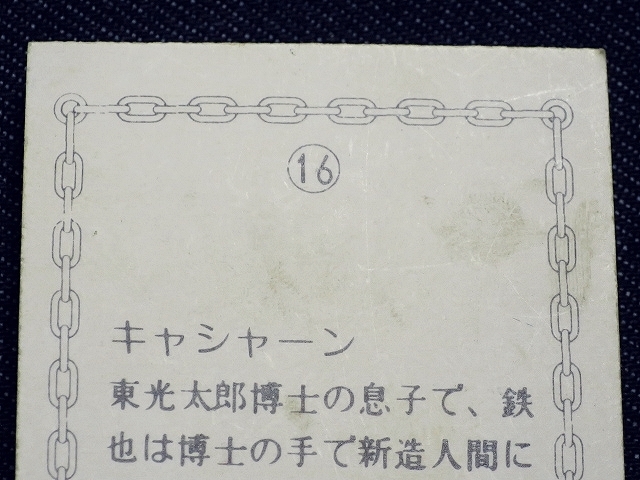 16
キャシャーン
東光太郎博士の息子で、鉄
也は博士の手で新造人間に